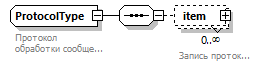 ProtocolType
item
0..∞
Протокол
обработки сообще...
Запись проток...